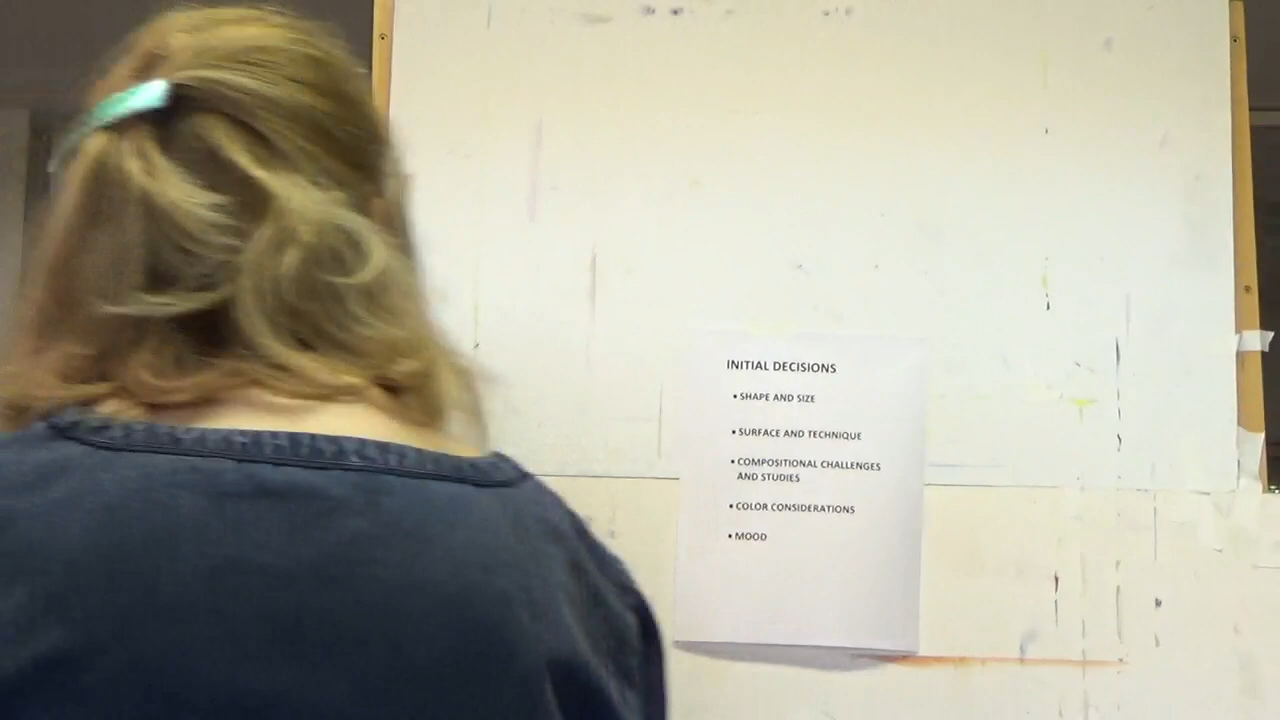 INITIAL DECISIONS
• SHAPE AND SIZE
• SURFACE AND TECHNIQUE
• COMPOSITIONAL CHALLENGES
AND STUDIES
• COLOR CONSIDERATIONS
• MOOD